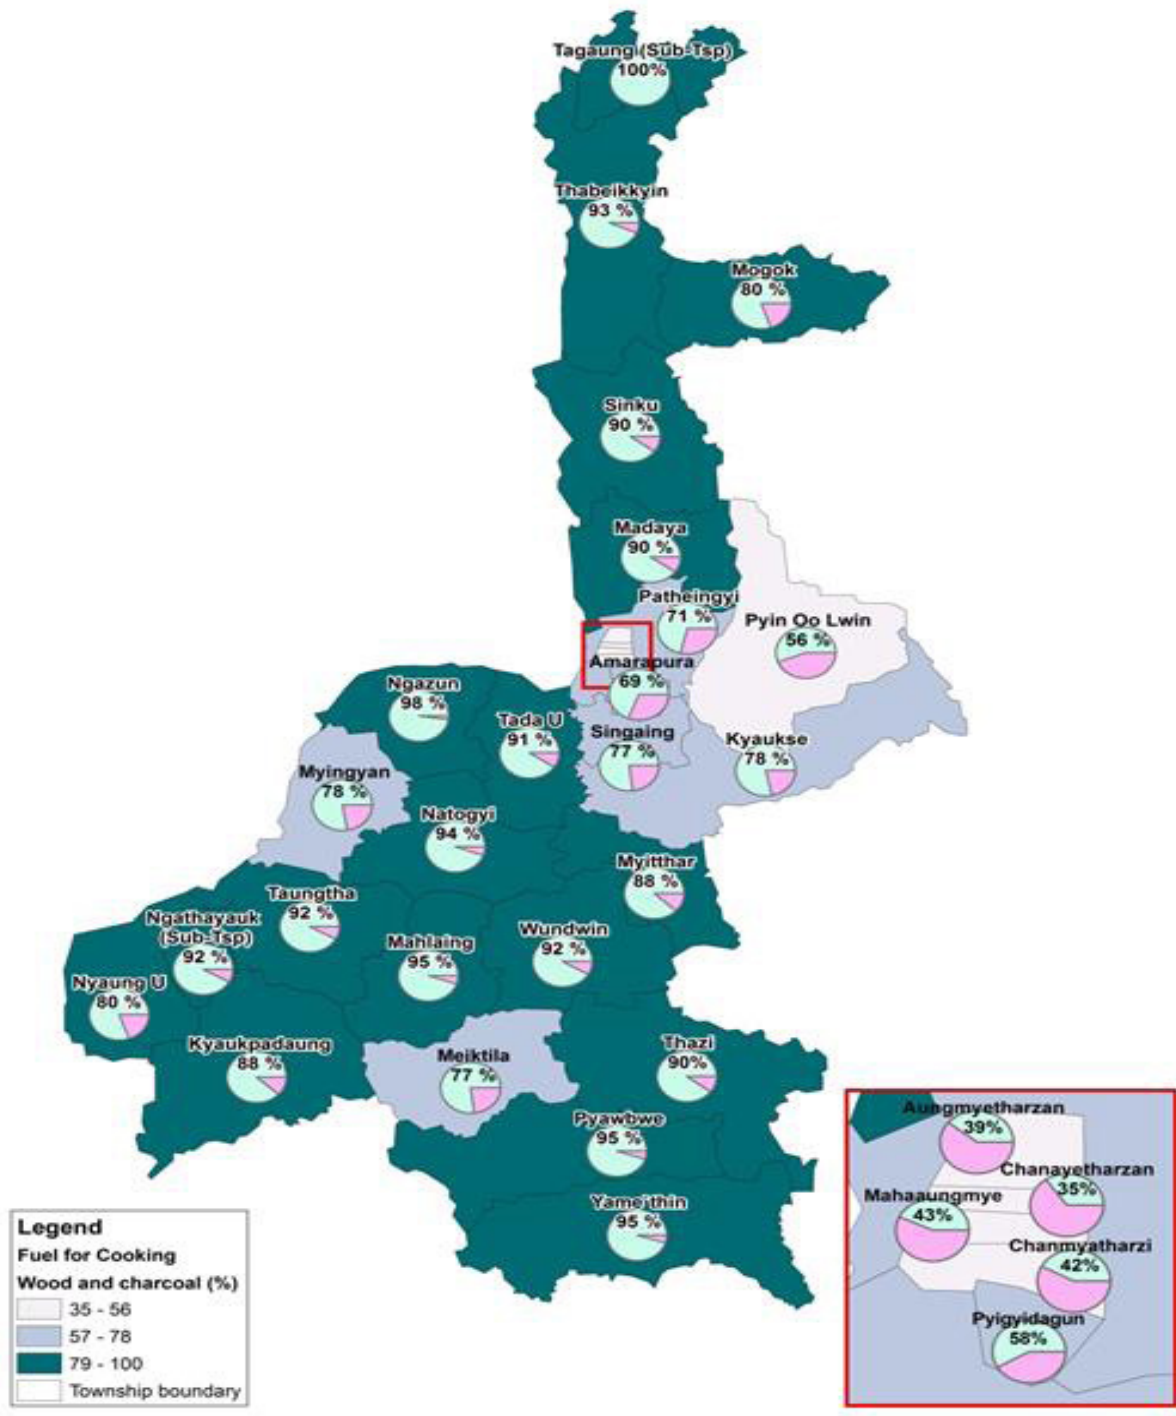 Tagaung (Sub-Tsp)
100%
Thabeikkyin
93 %
Mogok
80 %
Sinku
90 %
Madaya
90 %
Patheingyi
71 %
Pyin Oo Lwin
56 %
Amarapura
69 %
Ngazun
98 %
Tada U
91 %
Singaing
77 %
Kyaukse
78 %
Myingyan
78 %
Natogyi
94 %
Myitthar
88 %
Taungtha
92 %
Ngathayauk
(Sub-Tsp)
92 %
Mahlaing
95 %
Wundwin
92 %
Nyaung U
80 %
Kyaukpadaung
88 %
Meiktila
77 %
Thazi
90%
Pyawbwe
95 %
Yame'thin
95 %
Aungmyetharzan
39%
Chanayetharzan
35%
Mahaaungmye
43%
Chanmyatharzi
42%
Pyigyidagun
58%
Legend
Fuel for Cooking
Wood and charcoal (%)
35 - 56
57 - 78
79 - 100
Township boundary